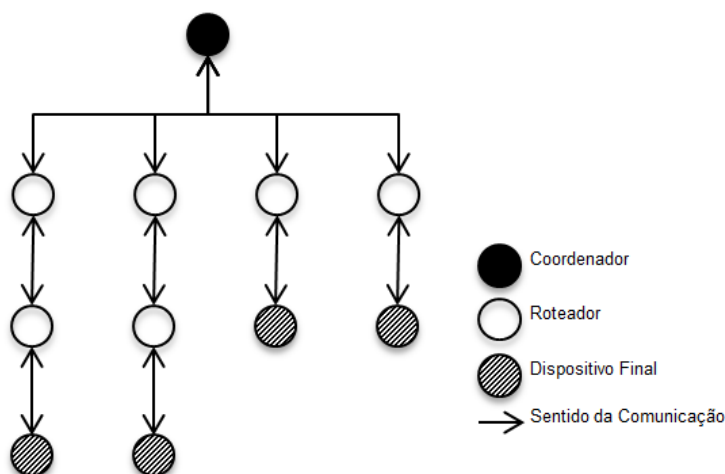 Coordenador
Roteador
Dispositivo Final
Sentido da Comunicação